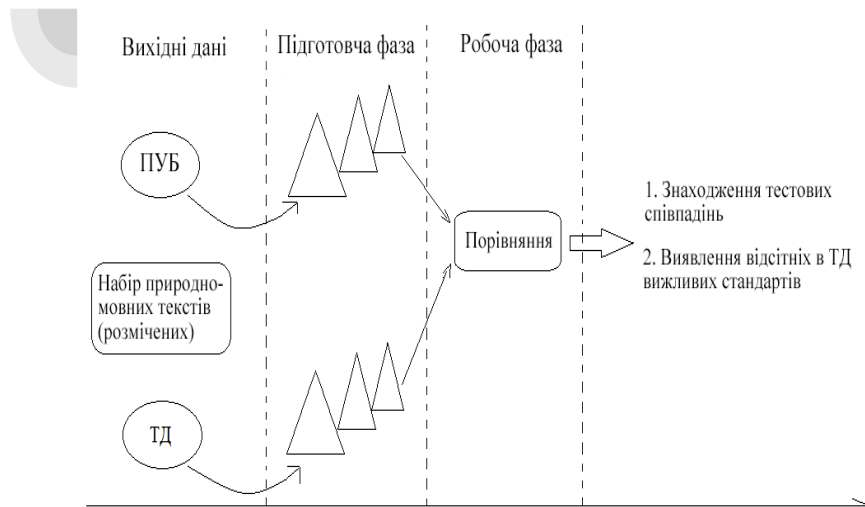 Вихідні дані
Підготовча фаза
Робоча фаза
ПУБ
Набір природно-
мовних текстів
(розмічених)
ТД
Порівняння
1. Знаходження тестових
співпадінь
2. Виявлення відсітніх в ТД
вижливих стандартів